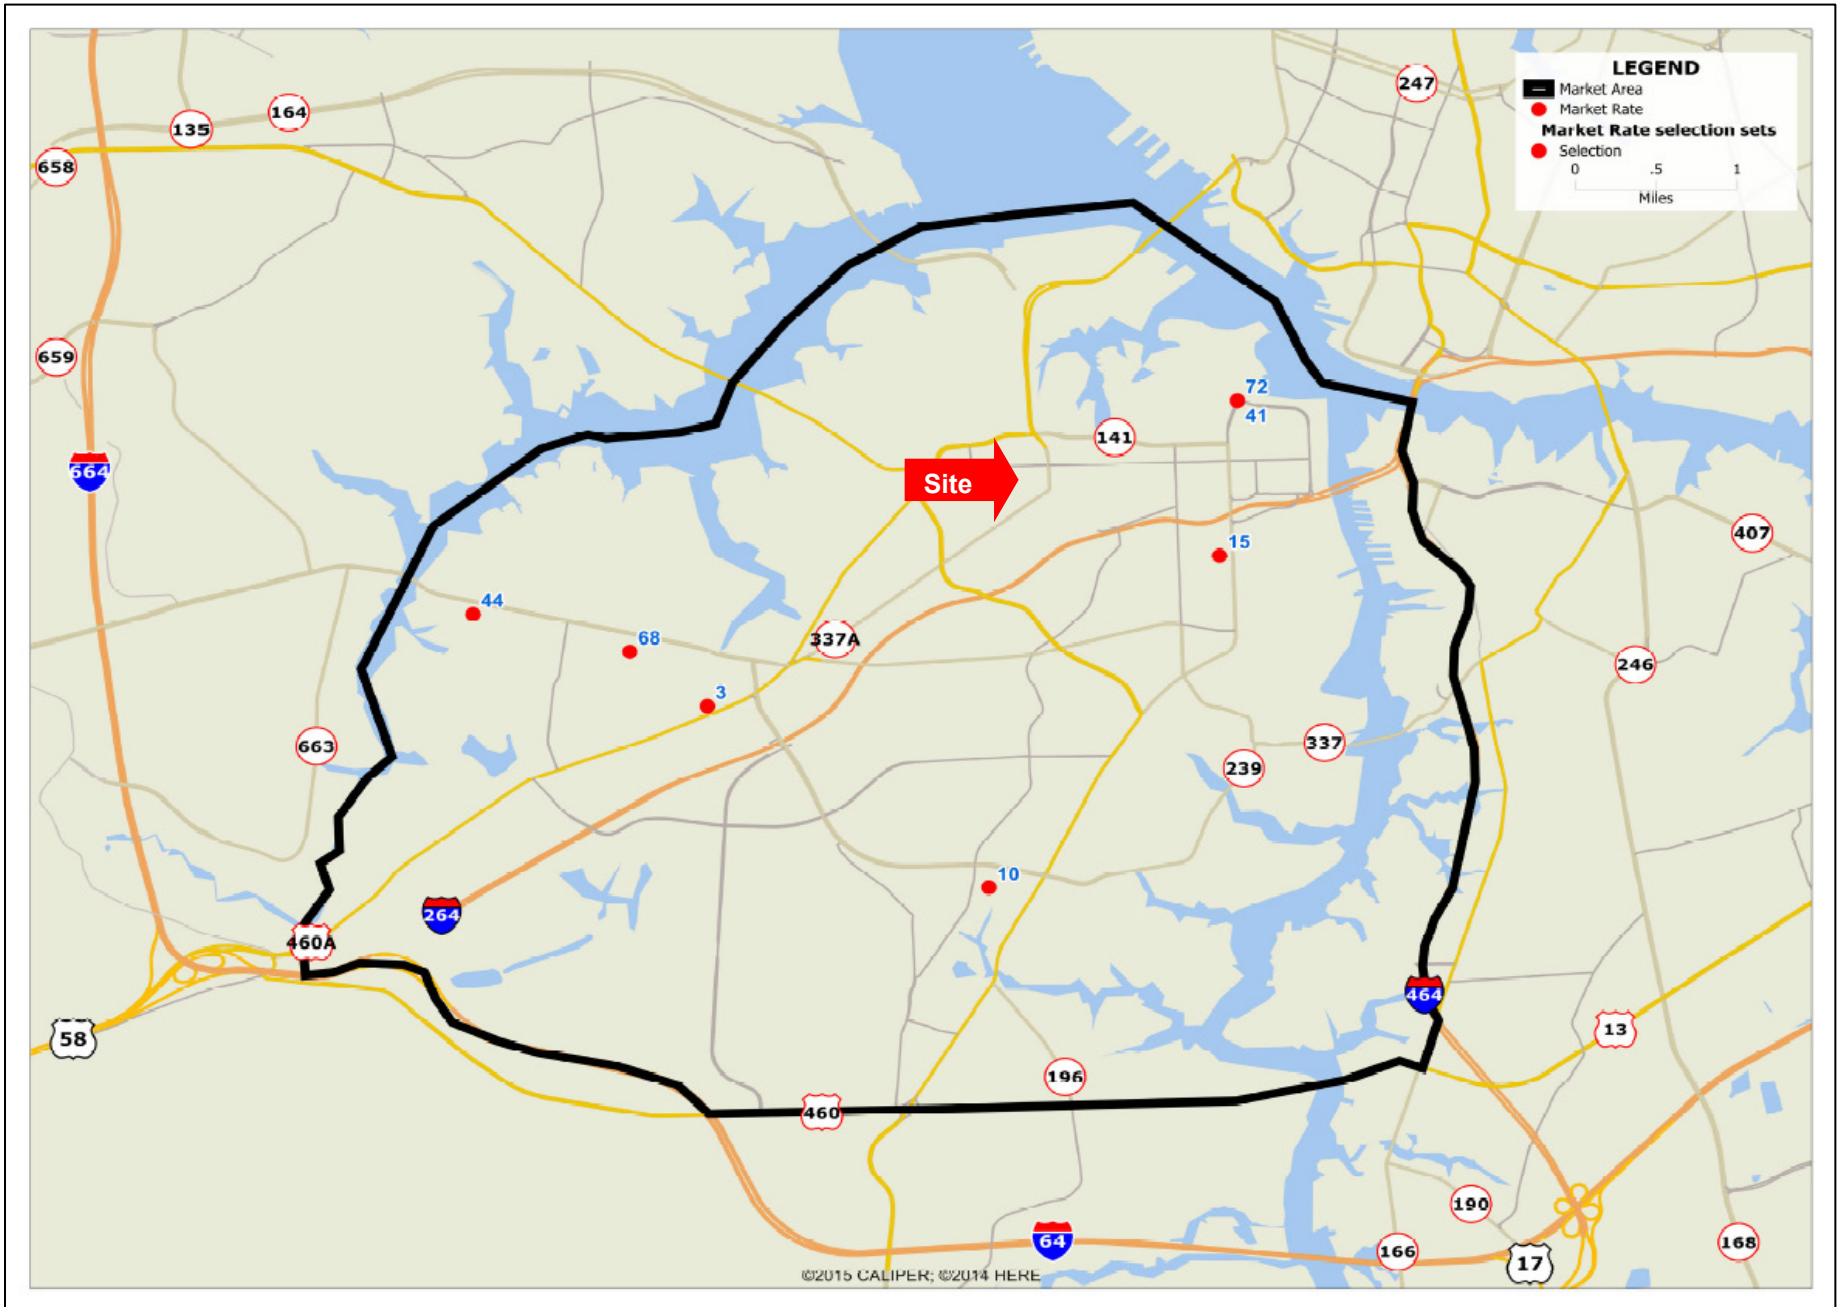 LEGEND
Market Area
Market Rate
Market Rate selection sets
Selection
0 .5 1
Miles
247
164
135
658
659
664
72
41
141
Site
15
407
44
68
337A
3
246
663
337
239
10
264
460A
464
58
13
196
460
190
64
166
17
168
©2015 CALIPER; ©2014 HERE